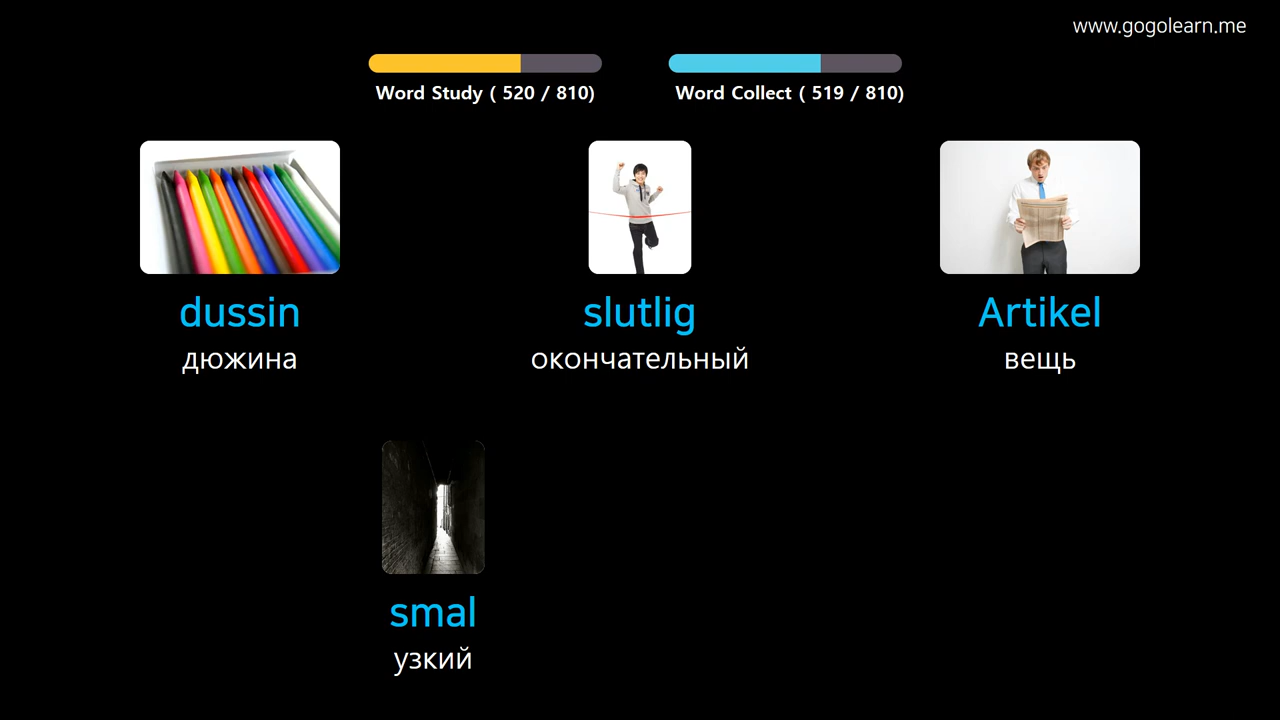 www.gogolearn.me
Word Study ( 520 / 810)
Word Collect ( 519 / 810)
dussin
дюжина
slutlig
окончательный
Artikel
вещь
smal
узкий